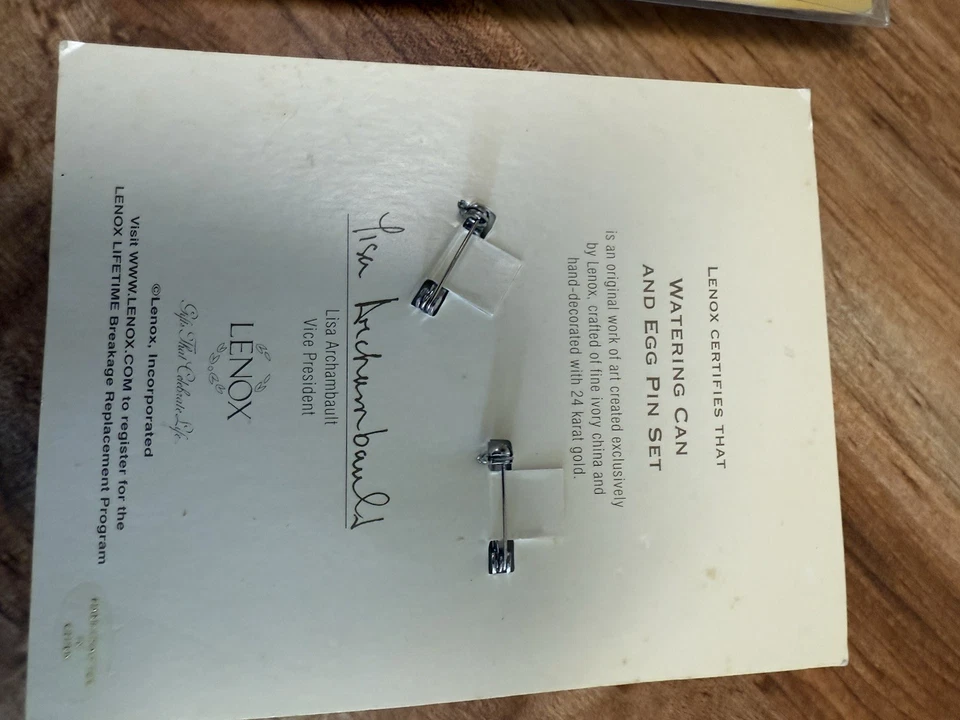 LENOX CERTIFIES THAT
WATERING CAN
AND EGG PIN SET
is an original work of art created exclusively
by Lenox, crafted of fine ivory china and
hand-decorated with 24 karat gold.
Lisa Archambault
Lisa Archambault
Vice President
LENOX
Gifts That Celebrate Life
©Lenox, Incorporated
Visit WWW.LENOX.COM to register for the
LENOX LIFETIME Breakage Replacement Program